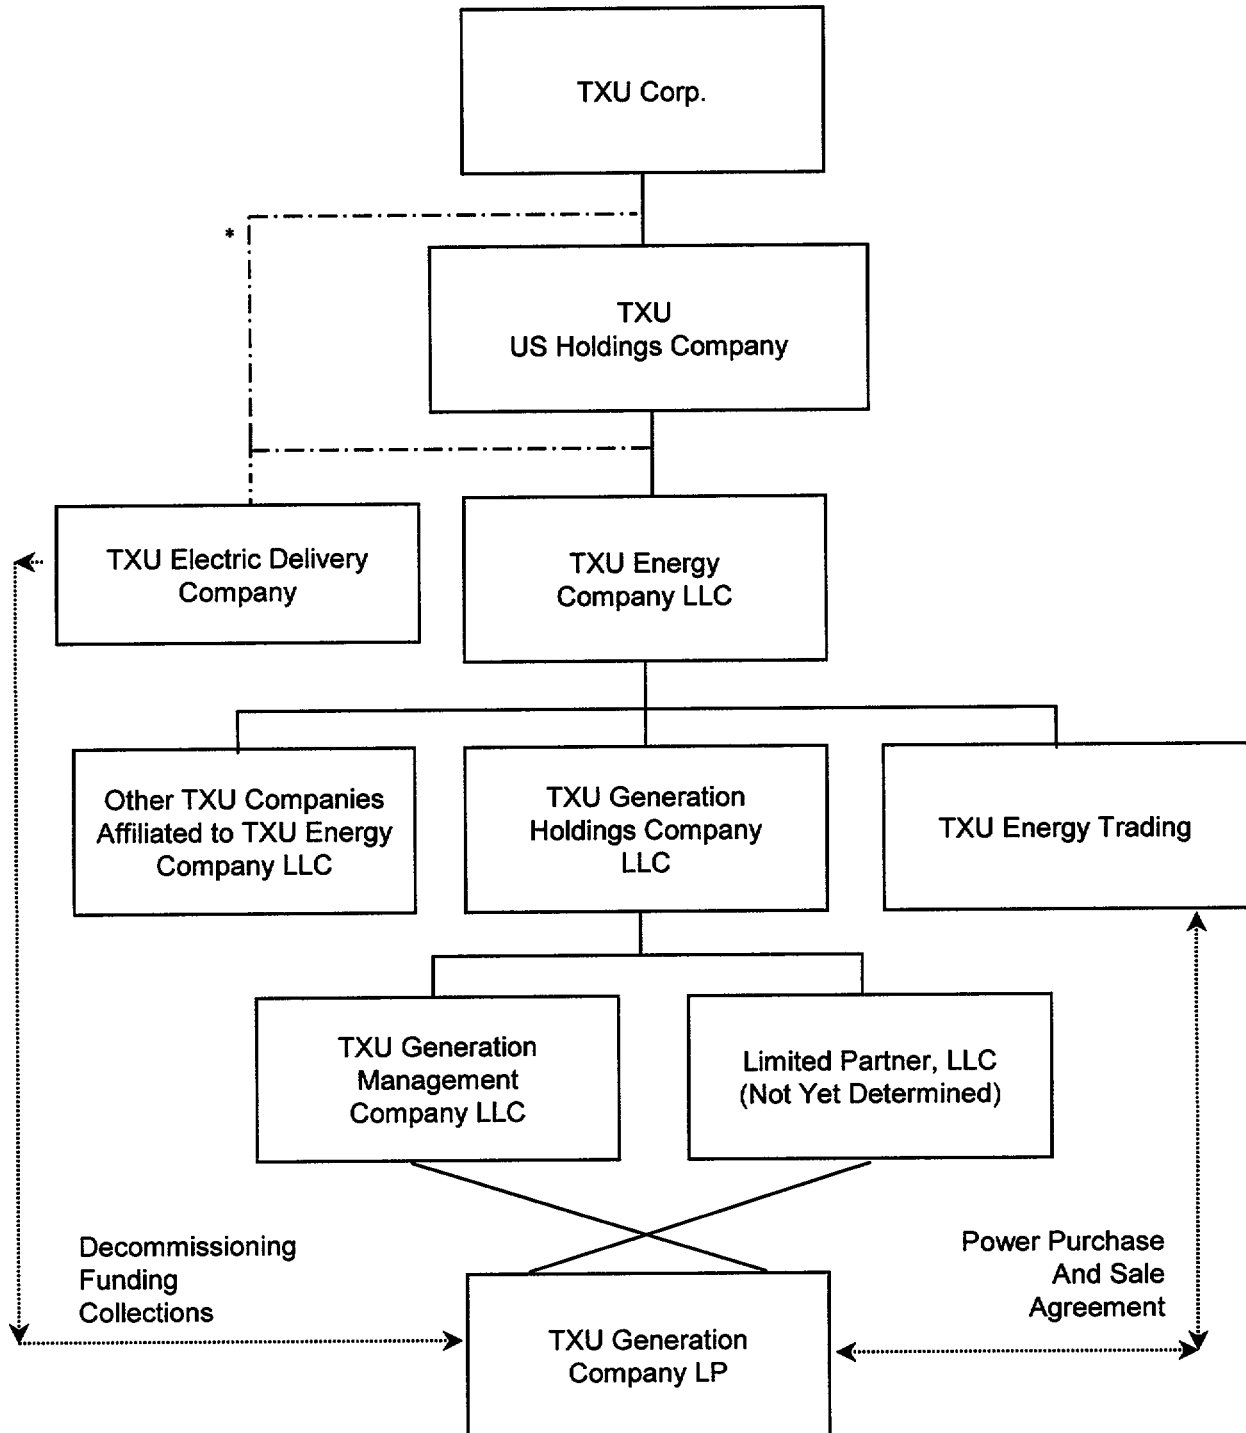 TXU Corp.
*
TXU
US Holdings Company
TXU Electric Delivery
Company
TXU Energy
Company LLC
Other TXU Companies
Affiliated to TXU Energy
Company LLC
TXU Generation
Holdings Company
LLC
TXU Energy Trading
TXU Generation
Management
Company LLC
Limited Partner, LLC
(Not Yet Determined)
Decommissioning
Funding
Collections
Power Purchase
And Sale
Agreement
TXU Generation
Company LP